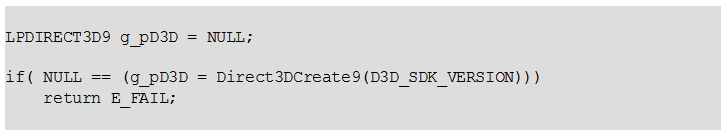 LPDIRECT3D9 g_pD3D = NULL;
if( NULL == (g_pD3D = Direct3DCreate9(D3D_SDK_VERSION)))
    return E_FAIL;